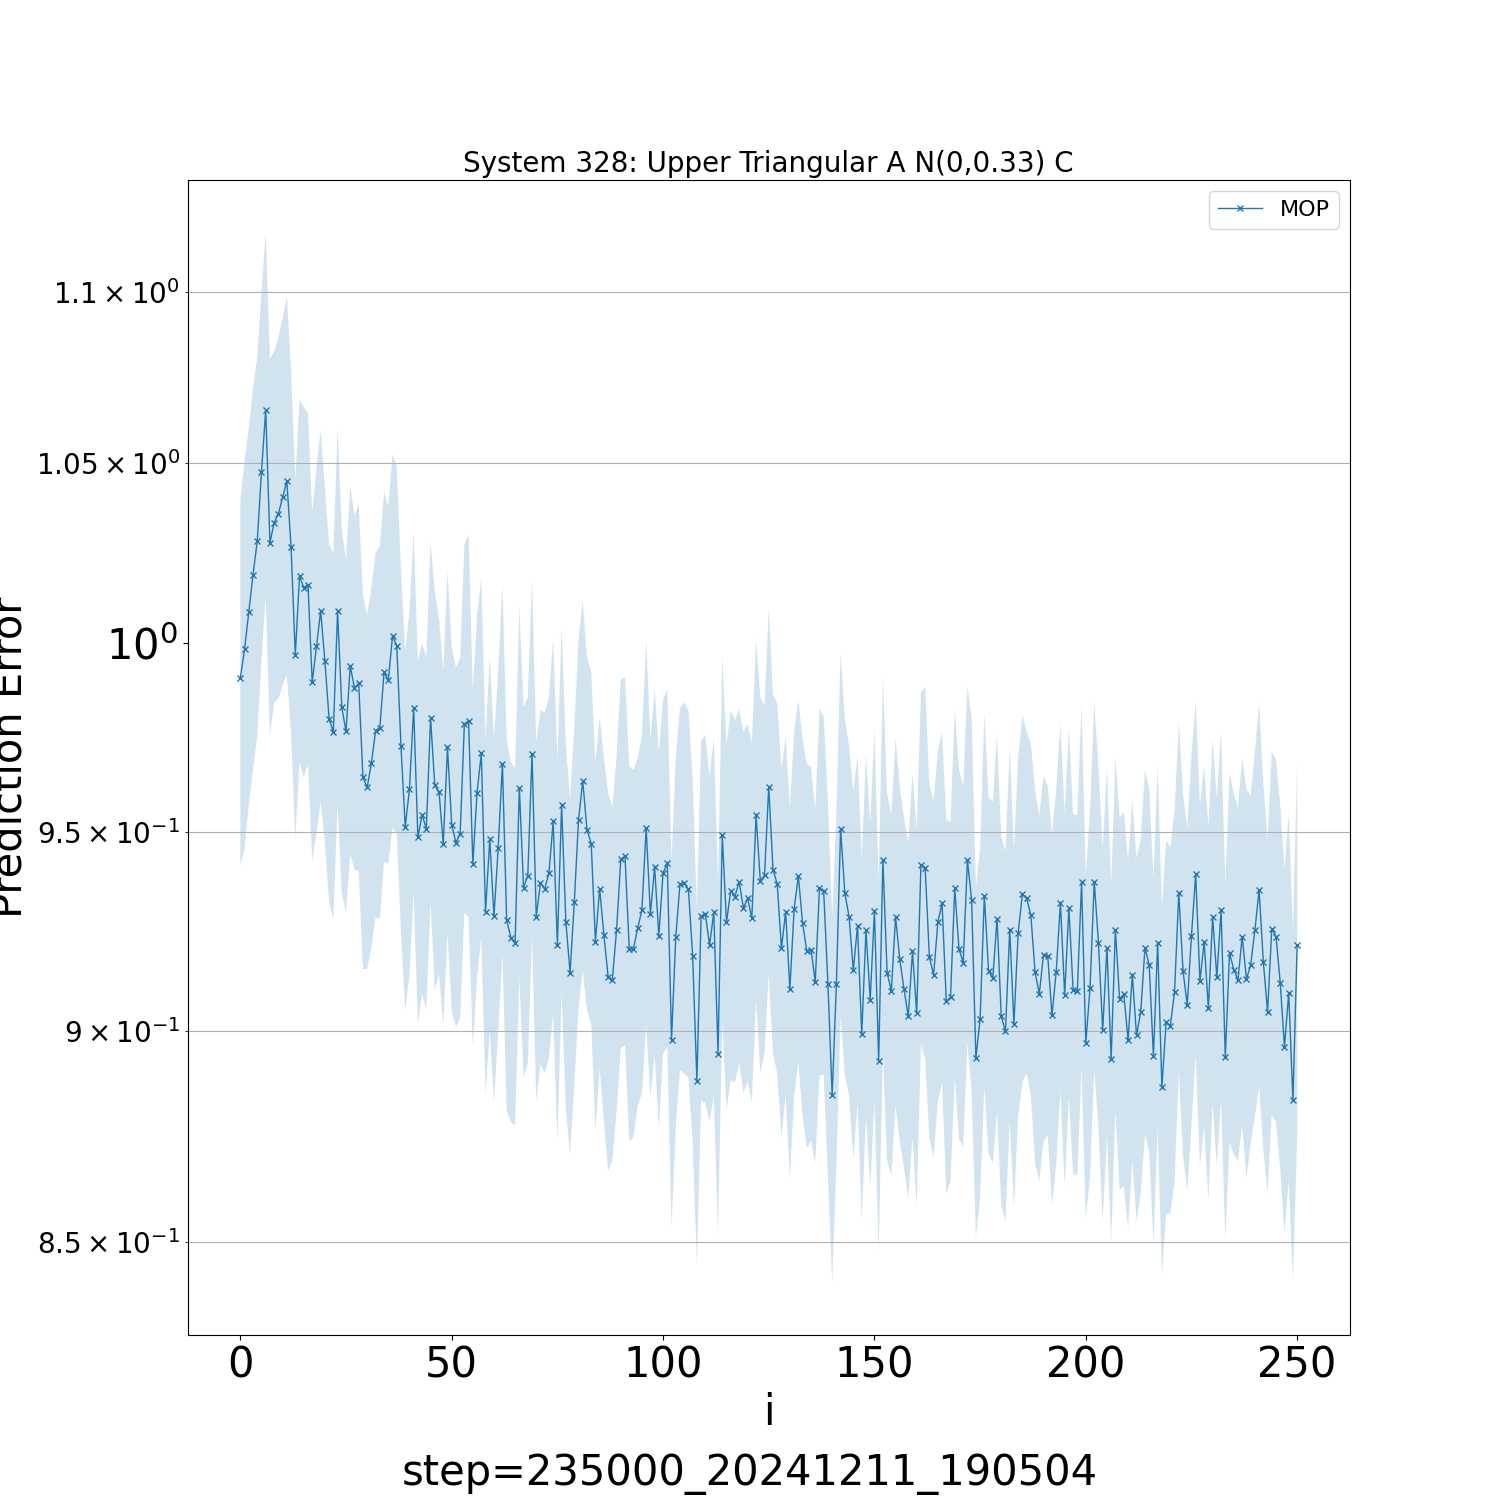 System 328: Upper Triangular A N(0,0.33) C
MOP
1.1 × 10⁰
1.05 × 10⁰
10⁰
9.5 × 10⁻¹
9 × 10⁻¹
8.5 × 10⁻¹
Prediction Error
0 50 100 150 200 250
i
step=235000_20241211_190504